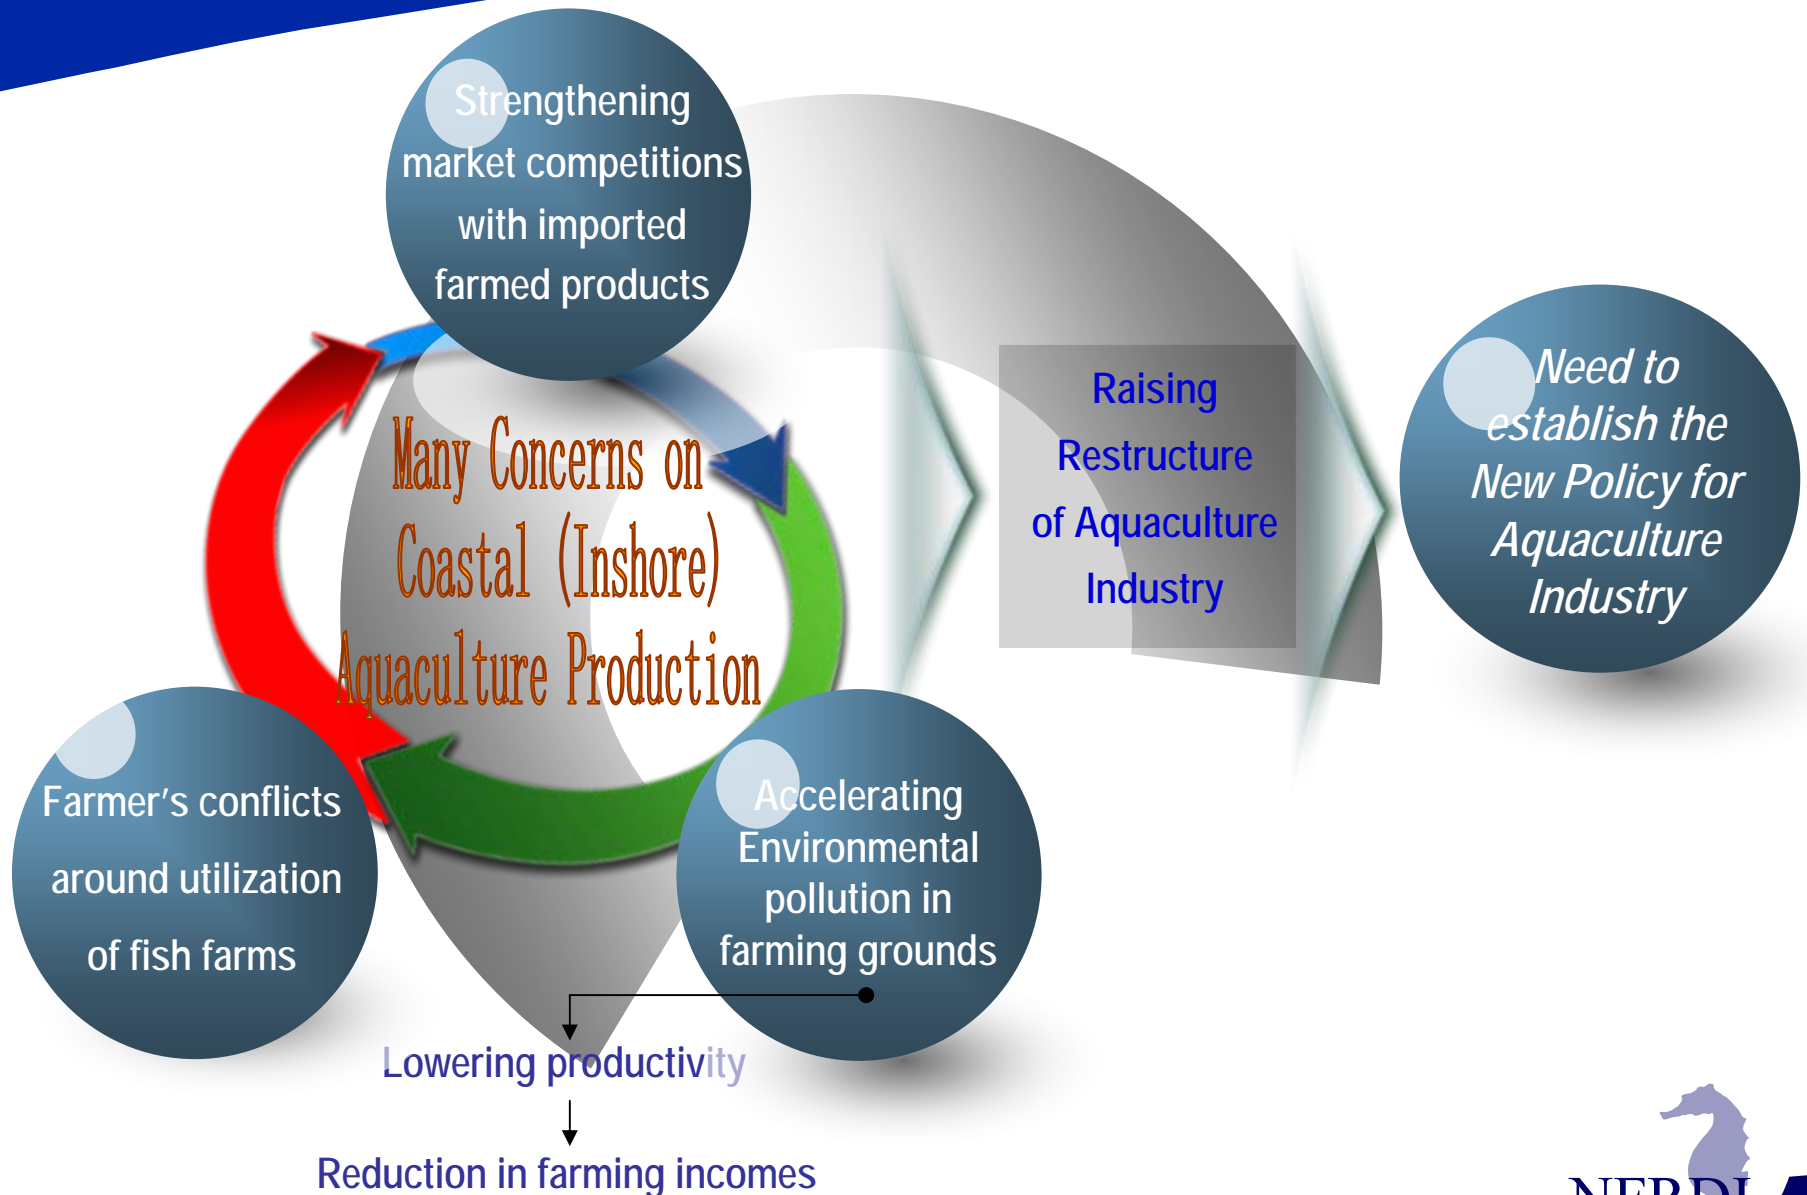 Strengthening
market competitions
with imported
farmed products
Many Concerns on
Coastal (Inshore)
Aquaculture Production
Farmer's conflicts
around utilization
of fish farms
Accelerating
Environmental
pollution in
farming grounds
Lowering productivity
Reduction in farming incomes
Raising
Restructure
of Aquaculture
Industry
Need to
establish the
New Policy for
Aquaculture
Industry
NFRDI